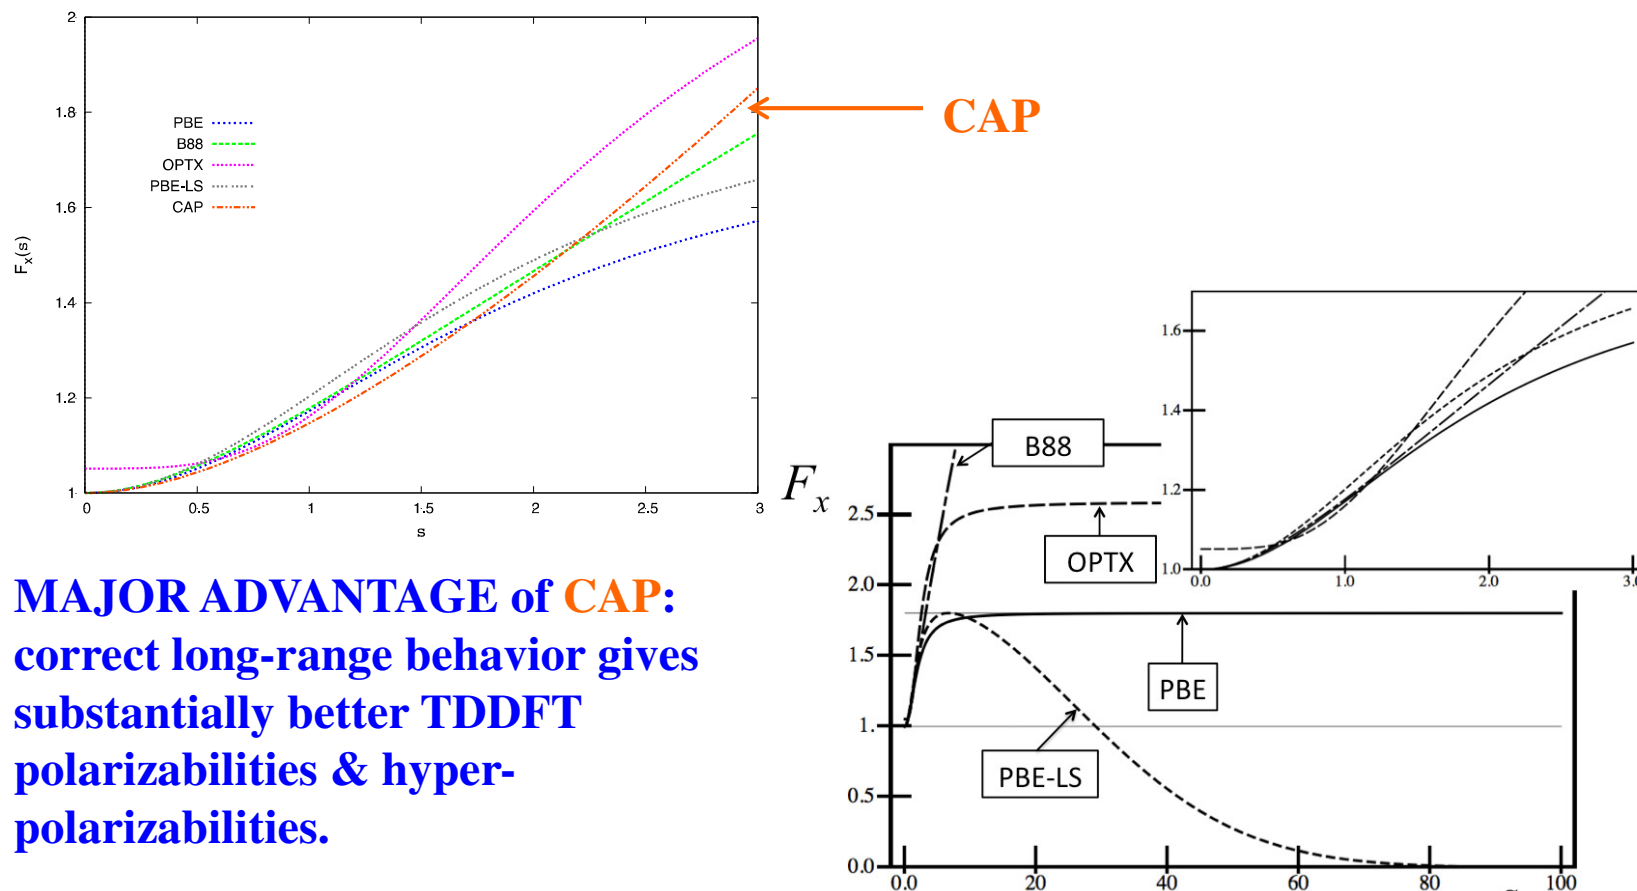 2
1.8
1.6
1.4
1.2
1
0
0.5
1
1.5
2
2.5
3
F_x(s)
s
PBE
B88
OPTX
PBE-LS
CAP
CAP
MAJOR ADVANTAGE of CAP:
correct long-range behavior gives
substantially better TDDFT
polarizabilities & hyper-
polarizabilities.
F_x
2.5
2.0
1.5
1.
0.5
0.0
0.0
20
40
60
80
100
B88
OPTX
PBE
PBE-LS
1.6
1.4
1.2
1.0
0.0
1.0
2.0
3.0